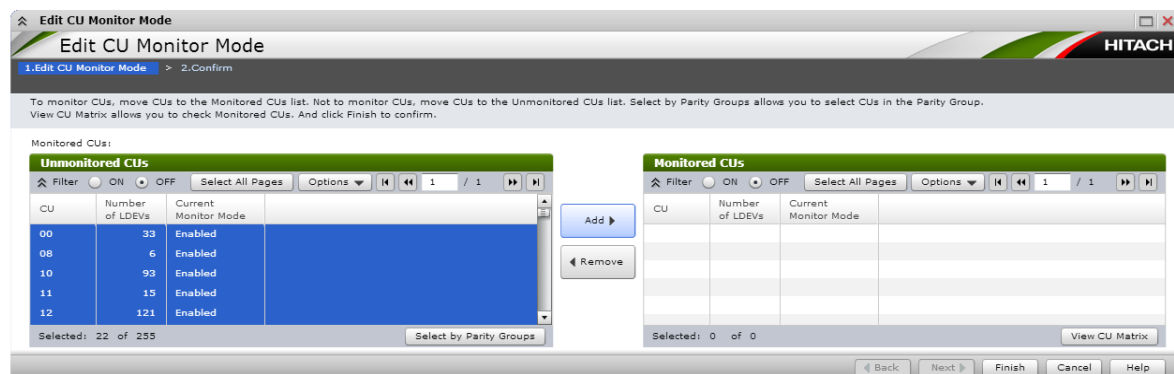 Edit CU Monitor Mode
Edit CU Monitor Mode
HITACH
1.Edit CU Monitor Mode > 2.Confirm
To monitor CUs, move CUs to the Monitored CUs list. Not to monitor CUs, move CUs to the Unmonitored CUs list. Select by Parity Groups allows you to select CUs in the Parity Group.
View CU Matrix allows you to check Monitored CUs. And click Finish to confirm.
Monitored CUs:
Unmonitored CUs
Filter ON OFF Select All Pages Options 1 / 1
CU Number of LDEVs Current Monitor Mode
00 33 Enabled
08 6 Enabled
10 93 Enabled
11 15 Enabled
12 121 Enabled
Selected: 22 of 255 Select by Parity Groups
Add
Remove
Monitored CUs
Filter ON OFF Select All Pages Options 1 / 1
CU Number of LDEVs Current Monitor Mode
Selected: 0 of 0 View CU Matrix
Back Next Finish Cancel Help